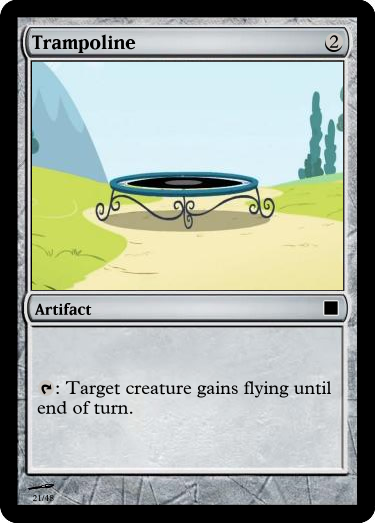 Trampoline 2
Artifact
: Target creature gains flying until
end of turn.
21/48